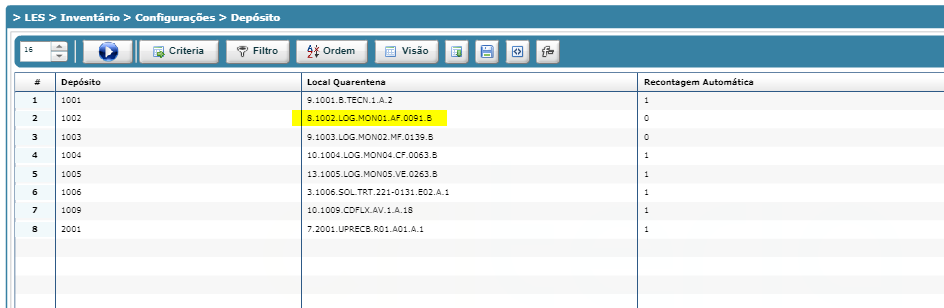 > LES > Inventário > Configurações > Depósito
16 Criteria Filtro Ordem Visão
# Depósito Local Quarentena Recontagem Automática
1 1001 9.1001.B.TECN.1.A.2 1
2 1002 8.1002.LOG.MON01.AF.0091.B 0
3 1003 9.1003.LOG.MON02.MF.0139.B 0
4 1004 10.1004.LOG.MON04.CF.0063.B 1
5 1005 13.1005.LOG.MON05.VE.0263.B 1
6 1006 3.1006.SOL.TRT.221-0131.E02.A.1 1
7 1009 10.1009.CDFLX.AV.1.A.18 1
8 2001 7.2001.UPRECB.R01.A01.A.1 1